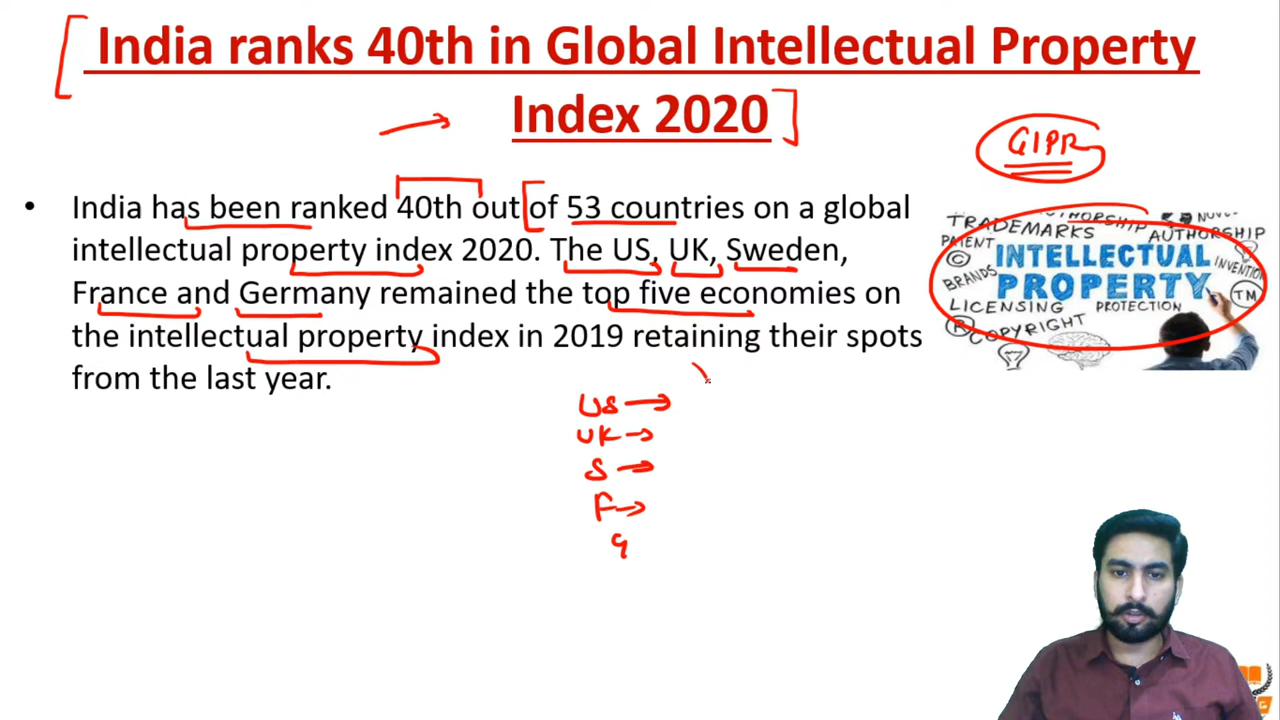 India ranks 40th in Global Intellectual Property
Index 2020
GIPR
• India has been ranked 40th out of 53 countries on a global
intellectual property index 2020. The US, UK, Sweden,
France and Germany remained the top five economies on
the intellectual property index in 2019 retaining their spots
from the last year.
AUTHORSHIP
TRADEMARKS
AUTHORSHIP
PATENT
INTELLECTUAL
©
INVENTION
BRANDS
PROPERTY
TM
LICENSING
PROTECTION
®
COPYRIGHT
US →
UK →
S →
F →
G